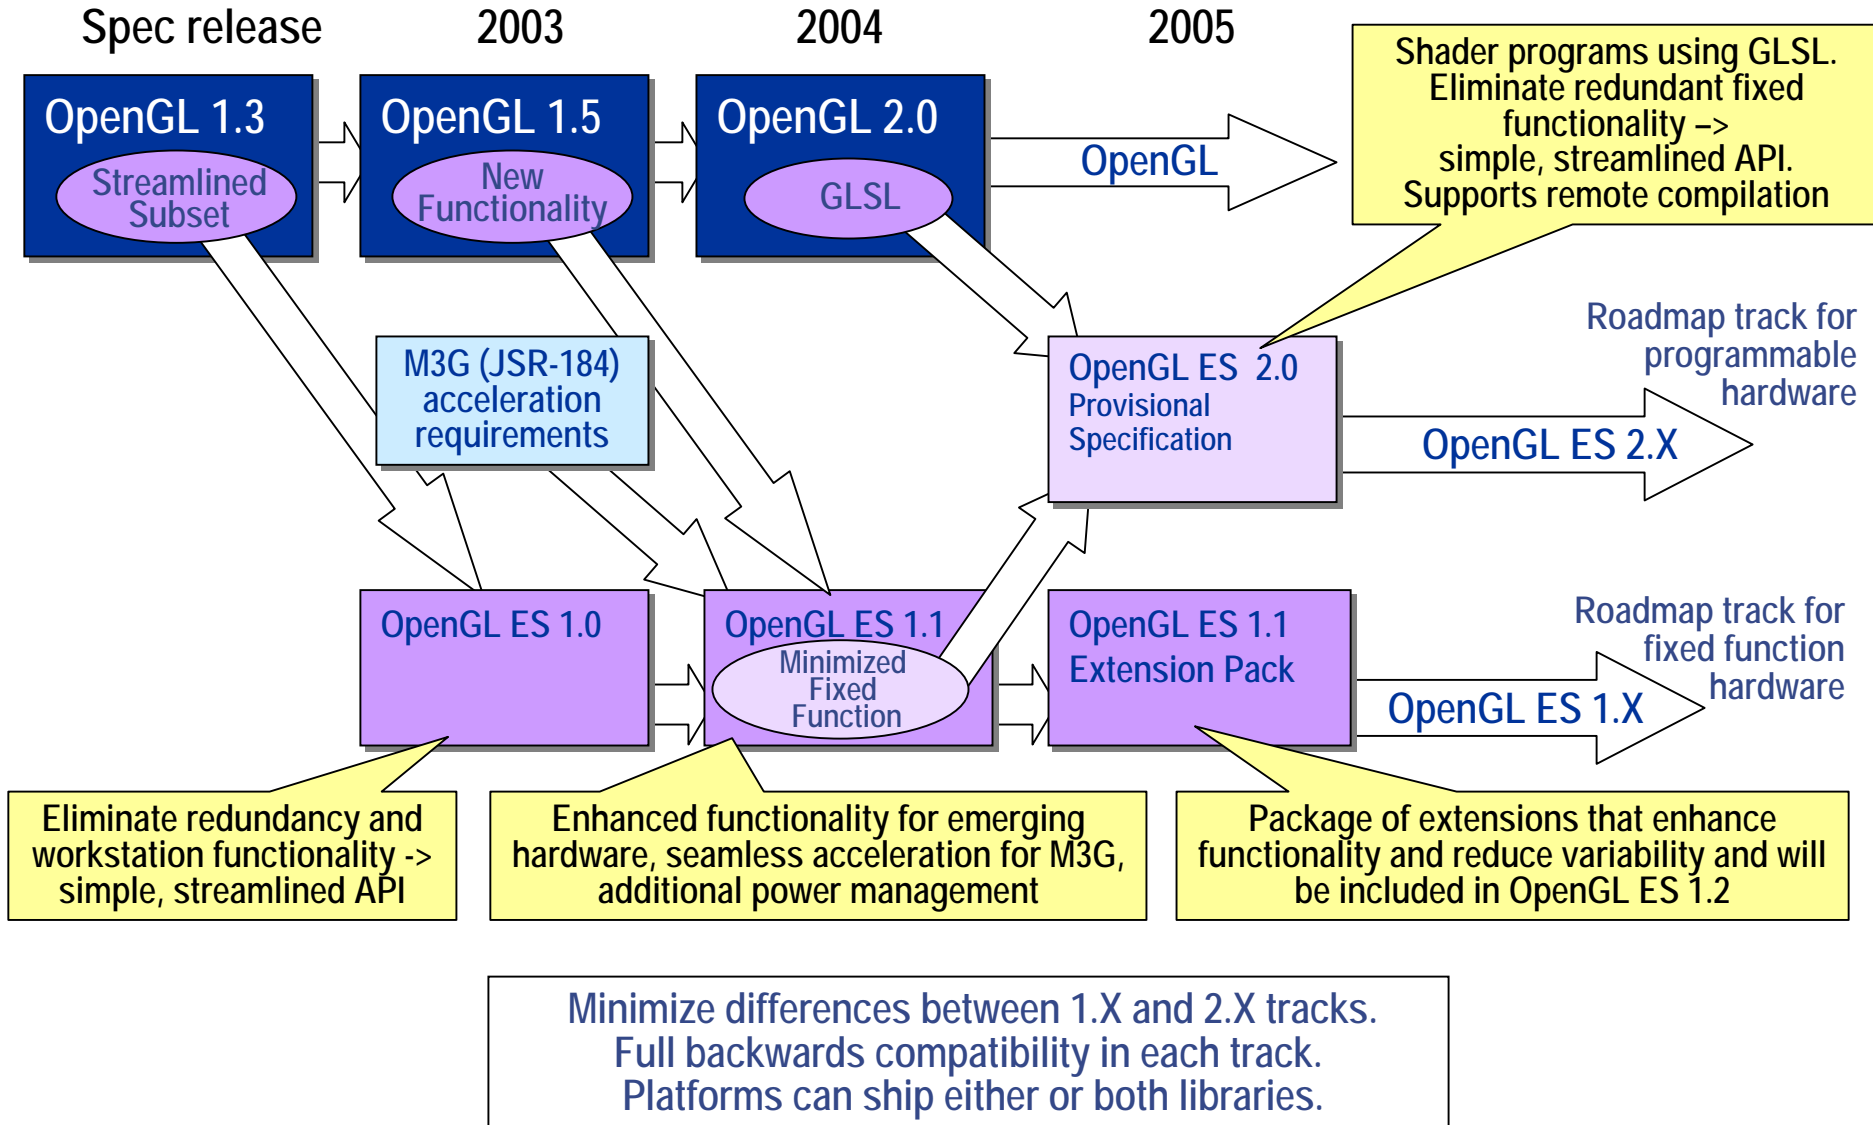 Spec release 2003 2004 2005
OpenGL 1.3
Streamlined
Subset
OpenGL 1.5
New
Functionality
OpenGL 2.0
GLSL
OpenGL
Shader programs using GLSL.
Eliminate redundant fixed
functionality –>
simple, streamlined API.
Supports remote compilation
M3G (JSR-184)
acceleration
requirements
OpenGL ES 2.0
Provisional
Specification
Roadmap track for
programmable
hardware
OpenGL ES 2.X
OpenGL ES 1.0
OpenGL ES 1.1
Minimized
Fixed
Function
OpenGL ES 1.1
Extension Pack
Roadmap track for
fixed function
hardware
OpenGL ES 1.X
Eliminate redundancy and
workstation functionality ->
simple, streamlined API
Enhanced functionality for emerging
hardware, seamless acceleration for M3G,
additional power management
Package of extensions that enhance
functionality and reduce variability and will
be included in OpenGL ES 1.2
Minimize differences between 1.X and 2.X tracks.
Full backwards compatibility in each track.
Platforms can ship either or both libraries.